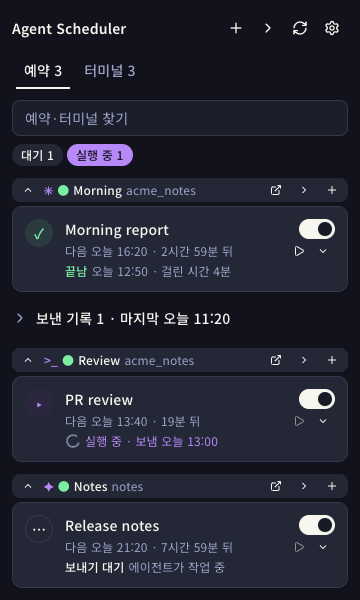 Agent Scheduler
예약 3 터미널 3
예약·터미널 찾기
대기 1 실행 중 1
Morning acme_notes
Morning report
다음 오늘 16:20 · 2시간 59분 뒤
끝남 오늘 12:50 · 걸린 시간 4분
보낸 기록 1 · 마지막 오늘 11:20
>_ Review acme_notes
PR review
다음 오늘 13:40 · 19분 뒤
실행 중 · 보냄 오늘 13:00
Notes notes
Release notes
다음 오늘 21:20 · 7시간 59분 뒤
보내기 대기 에이전트가 작업 중